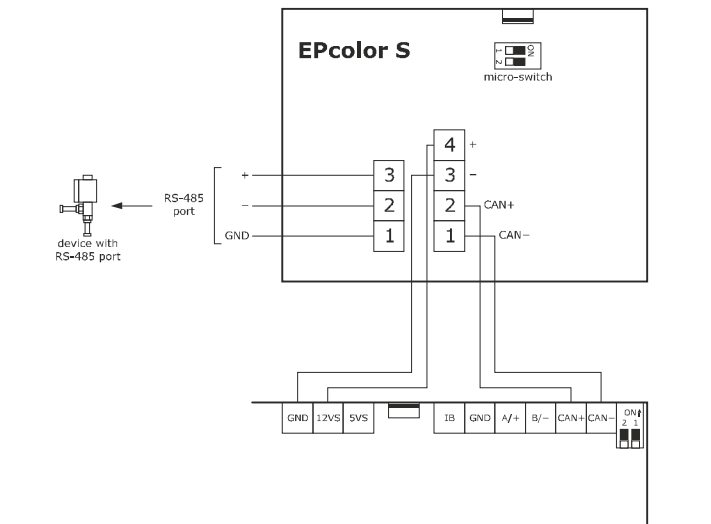 EPcolor S
ON
1
2
micro-switch
4 +
+ 3 3 −
RS-485
port
− 2 2 CAN+
GND 1 1 CAN−
device with
RS-485 port
GND 12VS 5VS IB GND A/+ B/− CAN+ CAN− ON
2 1